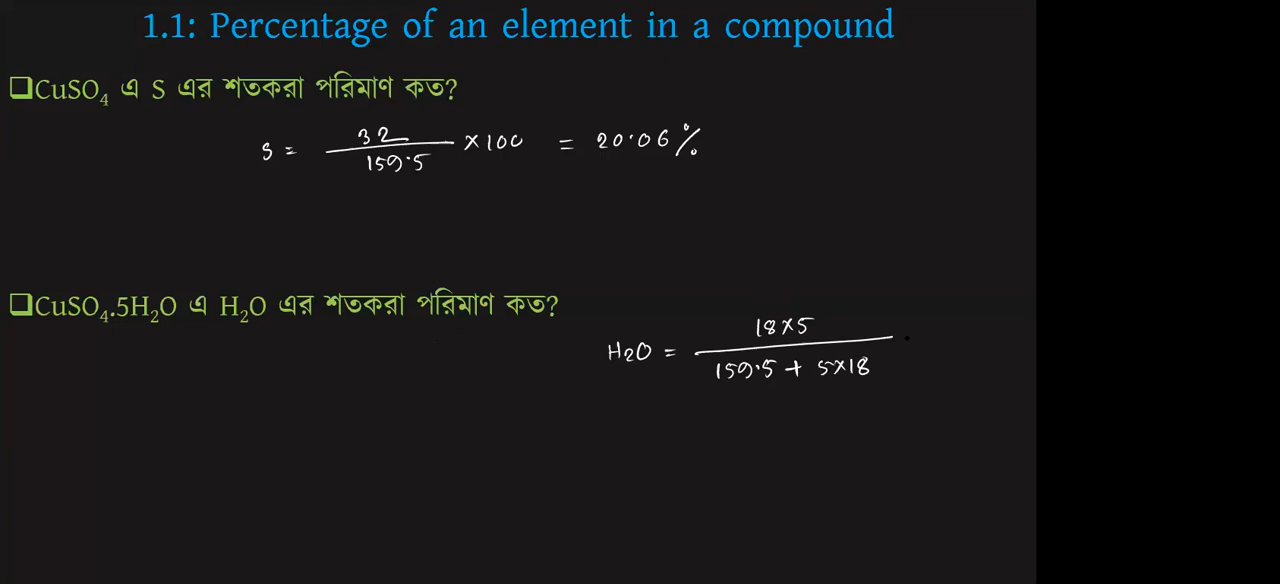 1.1: Percentage of an element in a compound
❑CuSO₄ এ S এর শতকরা পরিমাণ কত?
S = 32/159.5 × 100 = 20.06%
❑CuSO₄.5H₂O এ H₂O এর শতকরা পরিমাণ কত?
H₂O = 18×5/159.5 + 5×18